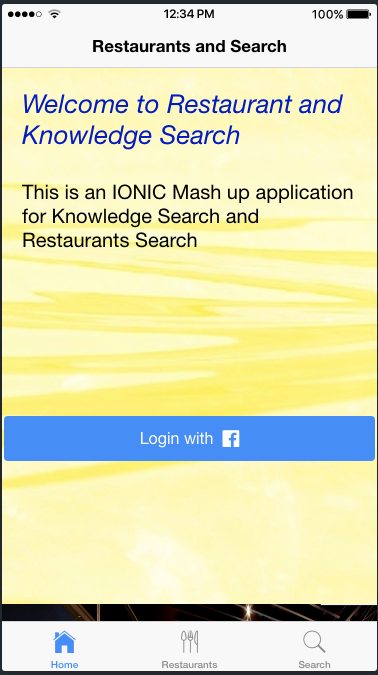 12:34 PM 100%
Restaurants and Search
Welcome to Restaurant and
Knowledge Search
This is an IONIC Mash up application
for Knowledge Search and
Restaurants Search
Login with
Home Restaurants Search